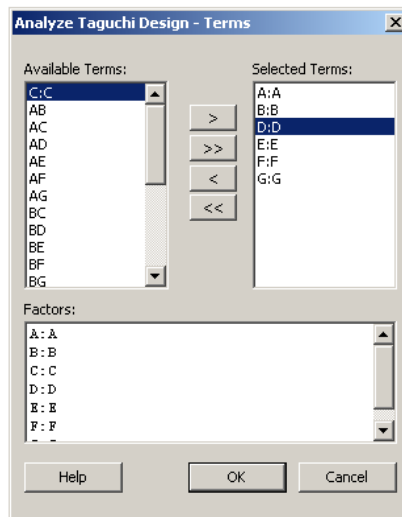 Analyze Taguchi Design - Terms
Available Terms:
C:C
AB
AC
AD
AE
AF
AG
BC
BD
BE
BF
BG
>
>>
<
<<
Selected Terms:
A:A
B:B
D:D
E:E
F:F
G:G
Factors:
A:A
B:B
C:C
D:D
E:E
F:F
Help
OK
Cancel